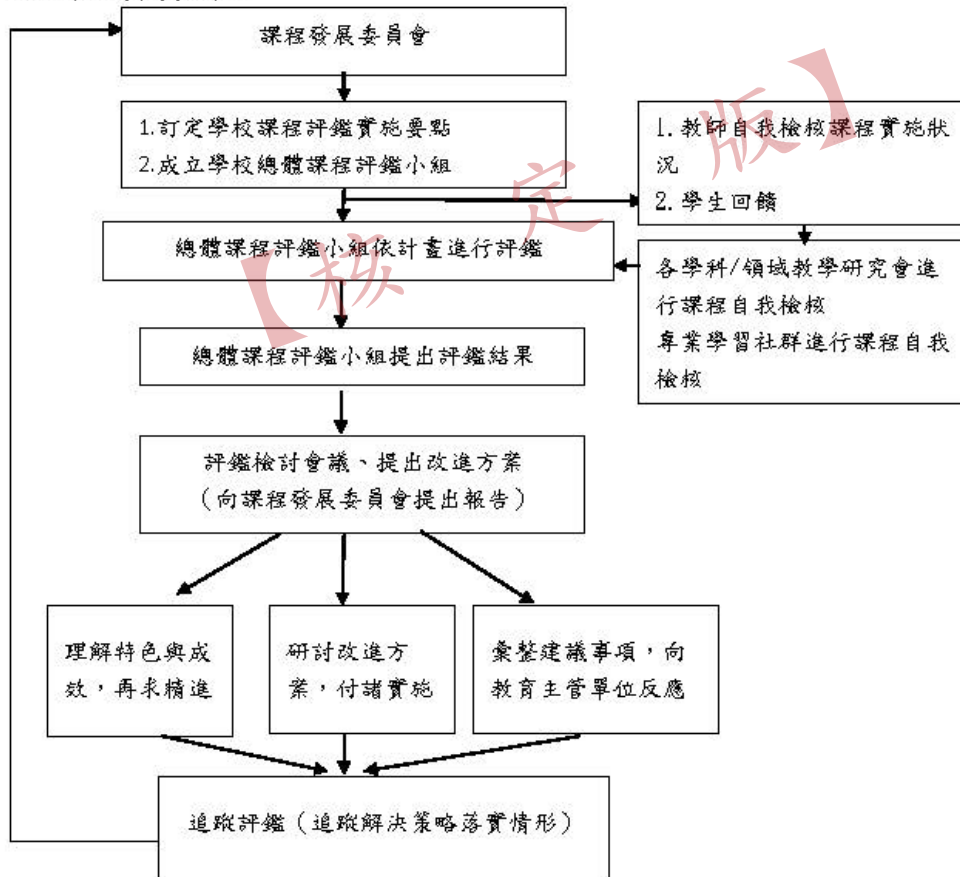 課程發展委員會
1.訂定學校課程評鑑實施要點
2.成立學校總體課程評鑑小組
1.教師自我檢核課程實施狀
況
2.學生回饋
總體課程評鑑小組依計畫進行評鑑
各學科/領域教學研究會進
行課程自我檢核
專業學習社群進行課程自我
檢核
總體課程評鑑小組提出評鑑結果
評鑑檢討會議、提出改進方案
(向課程發展委員會提出報告)
理解特色與成
效,再求精進
研討改進方
案,付諸實施
彙整建議事項,向
教育主管單位反應
追蹤評鑑(追蹤解決策略落實情形)
【核定版】